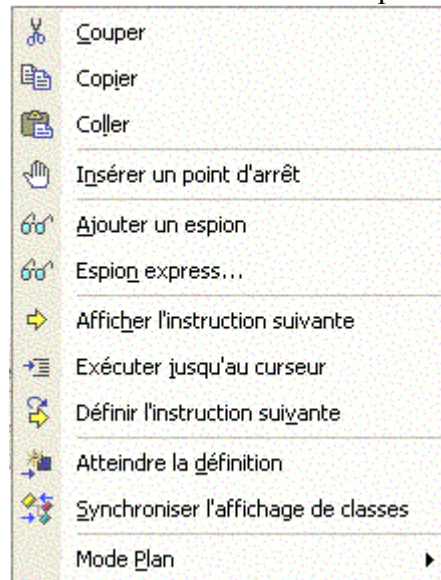 Couper
Copier
Coller
Insérer un point d'arrêt
Ajouter un espion
Espion express...
Afficher l'instruction suivante
Exécuter jusqu'au curseur
Définir l'instruction suivante
Atteindre la définition
Synchroniser l'affichage de classes
Mode Plan